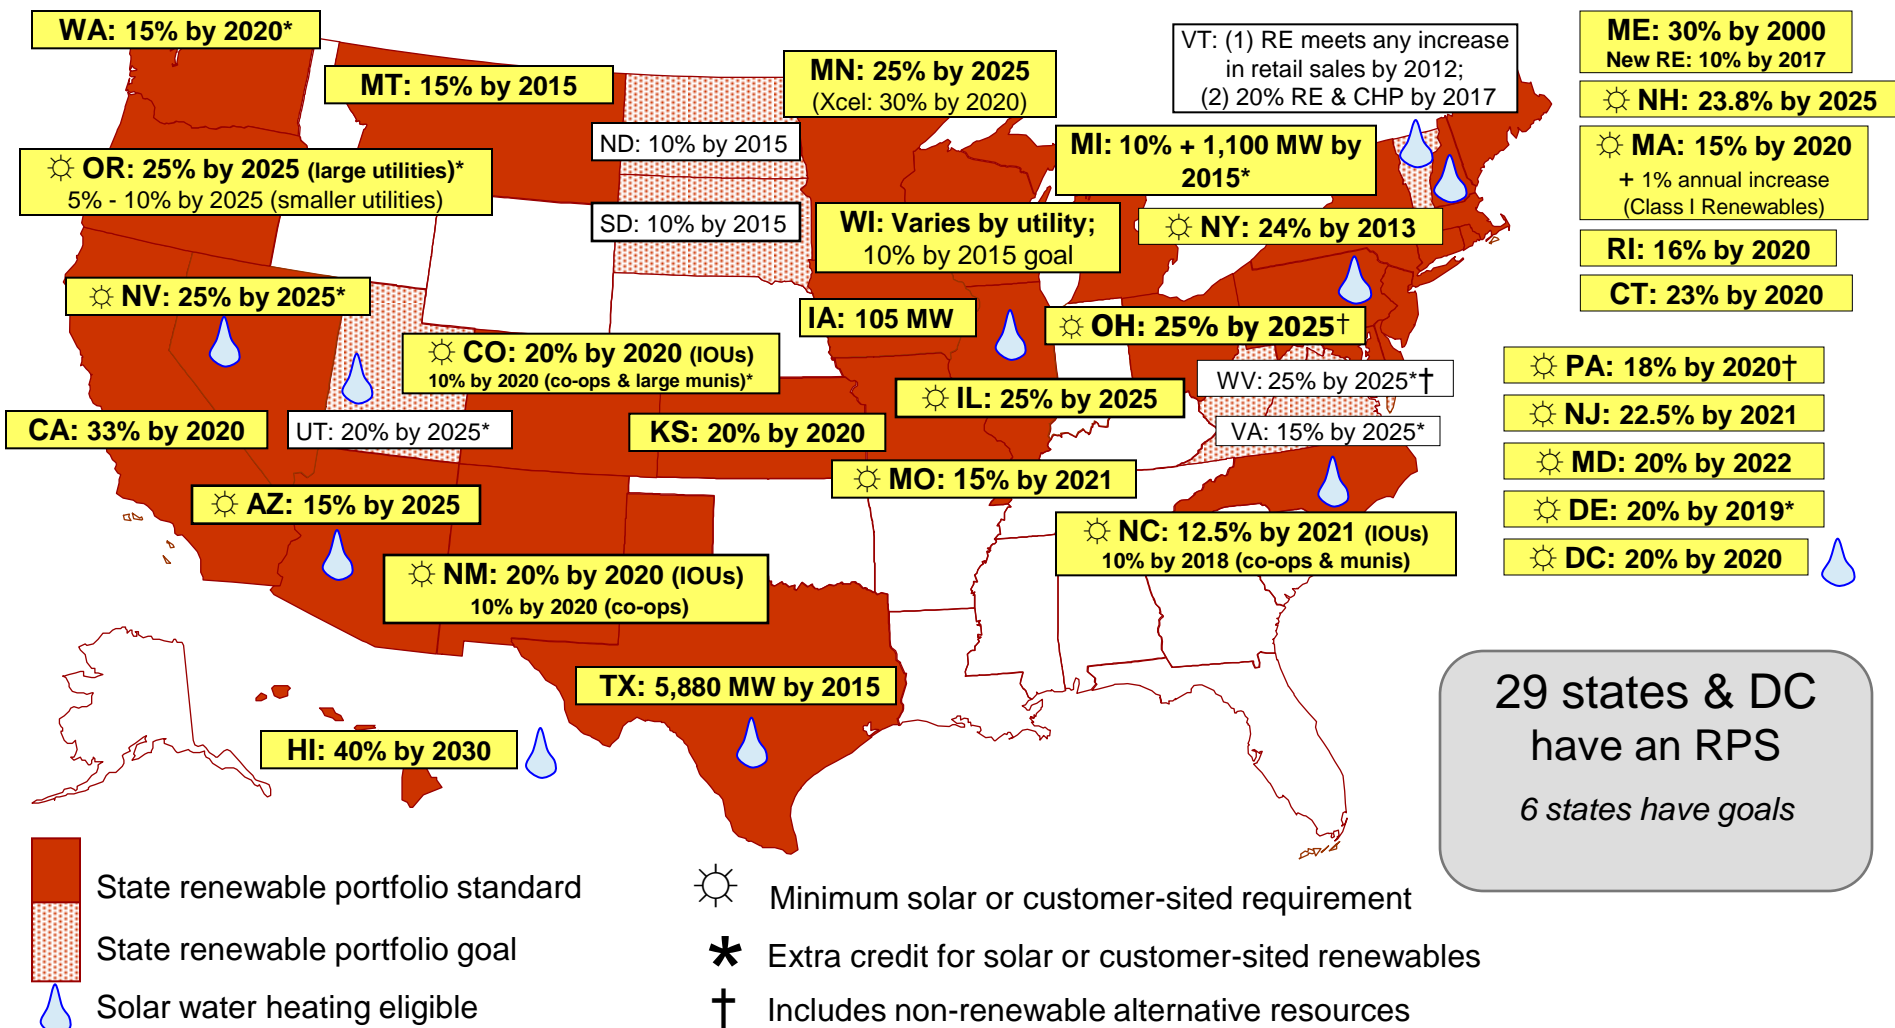 WA: 15% by 2020*
MT: 15% by 2015
MN: 25% by 2025
(Xcel: 30% by 2020)
VT: (1) RE meets any increase
in retail sales by 2012;
(2) 20% RE & CHP by 2017
ME: 30% by 2000
New RE: 10% by 2017
☼ NH: 23.8% by 2025
☼ MA: 15% by 2020
+ 1% annual increase
(Class I Renewables)
RI: 16% by 2020
CT: 23% by 2020
ND: 10% by 2015
MI: 10% + 1,100 MW by
2015*
☼ OR: 25% by 2025 (large utilities)*
5% - 10% by 2025 (smaller utilities)
SD: 10% by 2015
WI: Varies by utility;
10% by 2015 goal
☼ NY: 24% by 2013
☼ NV: 25% by 2025*
IA: 105 MW
☼ OH: 25% by 2025†
☼ CO: 20% by 2020 (IOUs)
10% by 2020 (co-ops & large munis)*
WV: 25% by 2025*†
☼ IL: 25% by 2025
CA: 33% by 2020
UT: 20% by 2025*
KS: 20% by 2020
VA: 15% by 2025*
☼ MO: 15% by 2021
☼ AZ: 15% by 2025
☼ NC: 12.5% by 2021 (IOUs)
10% by 2018 (co-ops & munis)
☼ NM: 20% by 2020 (IOUs)
10% by 2020 (co-ops)
☼ PA: 18% by 2020†
☼ NJ: 22.5% by 2021
☼ MD: 20% by 2022
☼ DE: 20% by 2019*
☼ DC: 20% by 2020
TX: 5,880 MW by 2015
HI: 40% by 2030
29 states & DC
have an RPS
6 states have goals
State renewable portfolio standard
State renewable portfolio goal
Solar water heating eligible
☼ Minimum solar or customer-sited requirement
* Extra credit for solar or customer-sited renewables
† Includes non-renewable alternative resources